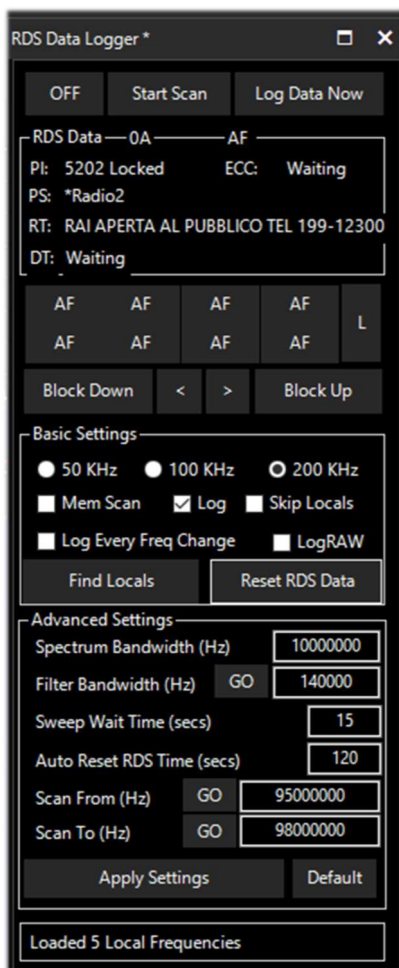 RDS Data Logger *
OFF Start Scan Log Data Now
RDS Data 0A AF
PI: 5202 Locked ECC: Waiting
PS: *Radio2
RT: RAI APERTA AL PUBBLICO TEL 199-12300
DT: Waiting
AF AF AF AF L
AF AF AF AF
Block Down < > Block Up
Basic Settings
50 KHz 100 KHz 200 KHz
Mem Scan Log Skip Locals
Log Every Freq Change LogRAW
Find Locals Reset RDS Data
Advanced Settings
Spectrum Bandwidth (Hz) 10000000
Filter Bandwidth (Hz) GO 140000
Sweep Wait Time (secs) 15
Auto Reset RDS Time (secs) 120
Scan From (Hz) GO 95000000
Scan To (Hz) GO 98000000
Apply Settings Default
Loaded 5 Local Frequencies